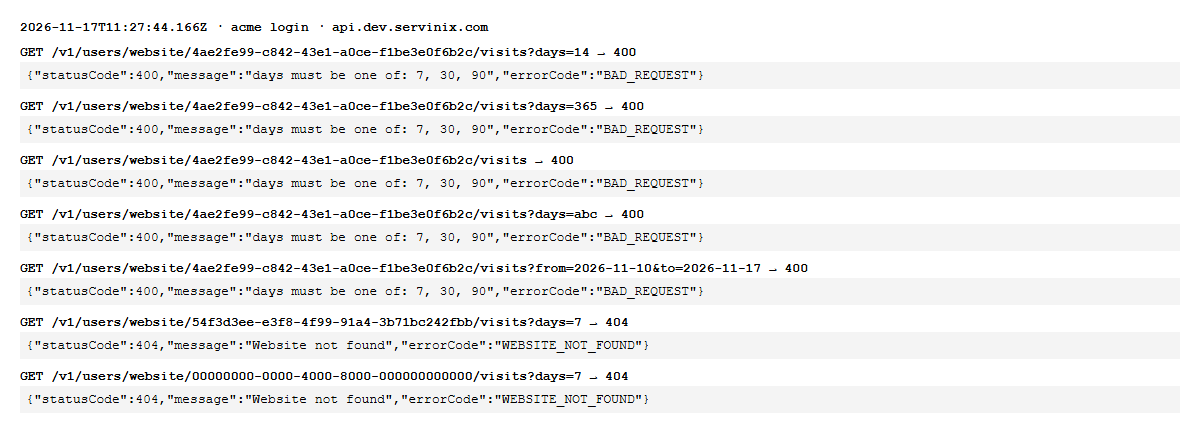 2026-11-17T11:27:44.166Z · acme login · api.dev.servinix.com
GET /v1/users/website/4ae2fe99-c842-43e1-a0ce-f1be3e0f6b2c/visits?days=14 → 400
{"statusCode":400,"message":"days must be one of: 7, 30, 90","errorCode":"BAD_REQUEST"}
GET /v1/users/website/4ae2fe99-c842-43e1-a0ce-f1be3e0f6b2c/visits?days=365 → 400
{"statusCode":400,"message":"days must be one of: 7, 30, 90","errorCode":"BAD_REQUEST"}
GET /v1/users/website/4ae2fe99-c842-43e1-a0ce-f1be3e0f6b2c/visits → 400
{"statusCode":400,"message":"days must be one of: 7, 30, 90","errorCode":"BAD_REQUEST"}
GET /v1/users/website/4ae2fe99-c842-43e1-a0ce-f1be3e0f6b2c/visits?days=abc → 400
{"statusCode":400,"message":"days must be one of: 7, 30, 90","errorCode":"BAD_REQUEST"}
GET /v1/users/website/4ae2fe99-c842-43e1-a0ce-f1be3e0f6b2c/visits?from=2026-11-10&to=2026-11-17 → 400
{"statusCode":400,"message":"days must be one of: 7, 30, 90","errorCode":"BAD_REQUEST"}
GET /v1/users/website/54f3d3ee-e3f8-4f99-91a4-3b71bc242fbb/visits?days=7 → 404
{"statusCode":404,"message":"Website not found","errorCode":"WEBSITE_NOT_FOUND"}
GET /v1/users/website/00000000-0000-4000-8000-000000000000/visits?days=7 → 404
{"statusCode":404,"message":"Website not found","errorCode":"WEBSITE_NOT_FOUND"}